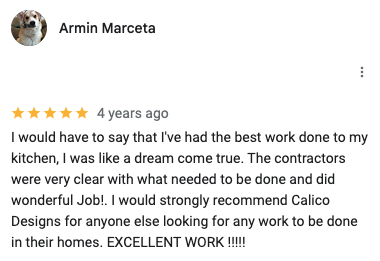 Armin Marceta
4 years ago
I would have to say that I've had the best work done to my
kitchen, I was like a dream come true. The contractors
were very clear with what needed to be done and did
wonderful Job!. I would strongly recommend Calico
Designs for anyone else looking for any work to be done
in their homes. EXCELLENT WORK !!!!!